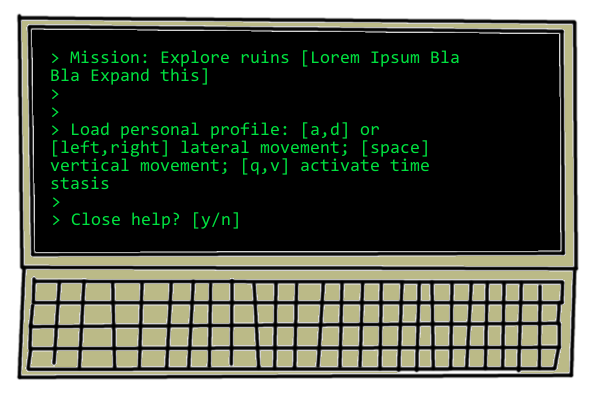 > Mission: Explore ruins [Lorem Ipsum Bla
Bla Expand this]
>
>
> Load personal profile: [a,d] or
[left,right] lateral movement; [space]
vertical movement; [q,v] activate time
stasis
>
> Close help? [y/n]